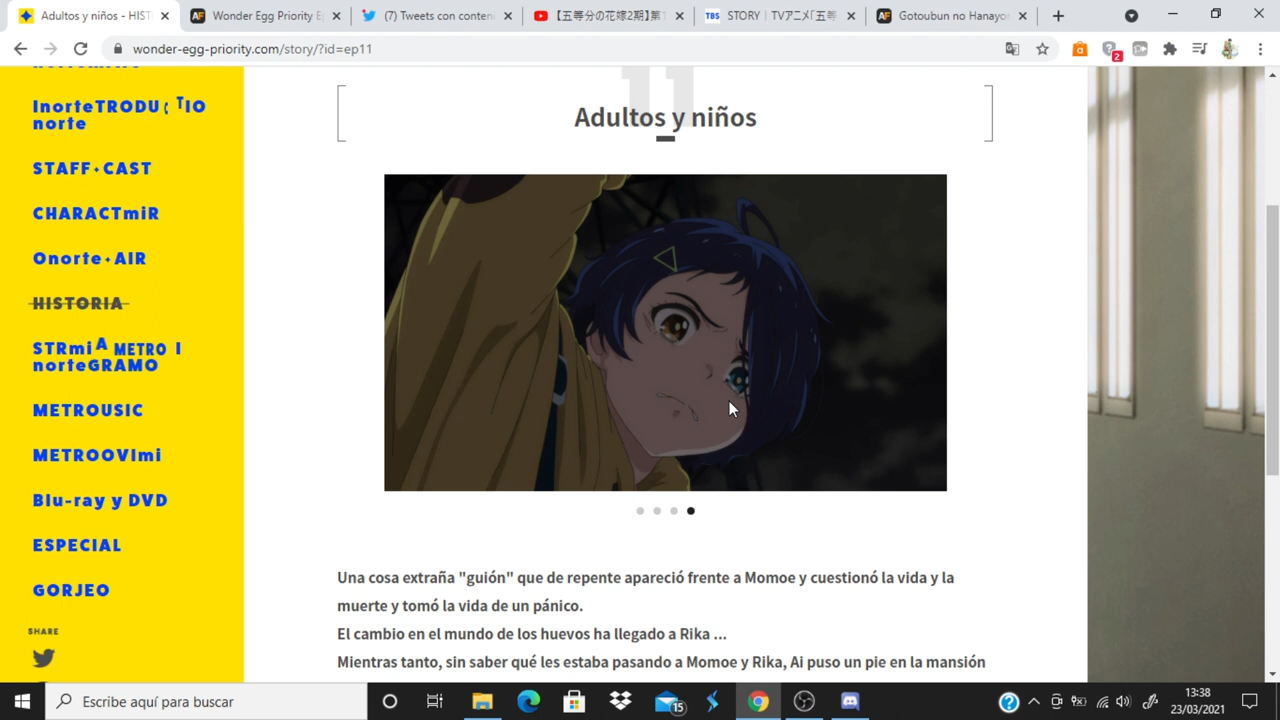 Adultos y niños - HIST
Wonder Egg Priority E
(7) Tweets con conten
【五等分の花嫁2期】第1
TBS STORY｜TVアニメ「五等
Gotoubun no Hanayo
wonder-egg-priority.com/story/?id=ep11
2
InorteTRODU ( T IO
norte
STAFF+CAST
CHARACTmiR
Onorte+AIR
HISTORIA
STRmi A METRO I
norteGRAMO
METROUSIC
METROOVImi
Blu-ray y DVD
ESPECIAL
GORJEO
SHARE
11
Adultos y niños
Una cosa extraña "guión" que de repente apareció frente a Momoe y cuestionó la vida y la
muerte y tomó la vida de un pánico.
El cambio en el mundo de los huevos ha llegado a Rika ...
Mientras tanto, sin saber qué les estaba pasando a Momoe y Rika, Ai puso un pie en la mansión
Escribe aquí para buscar
15
13:38
23/03/2021